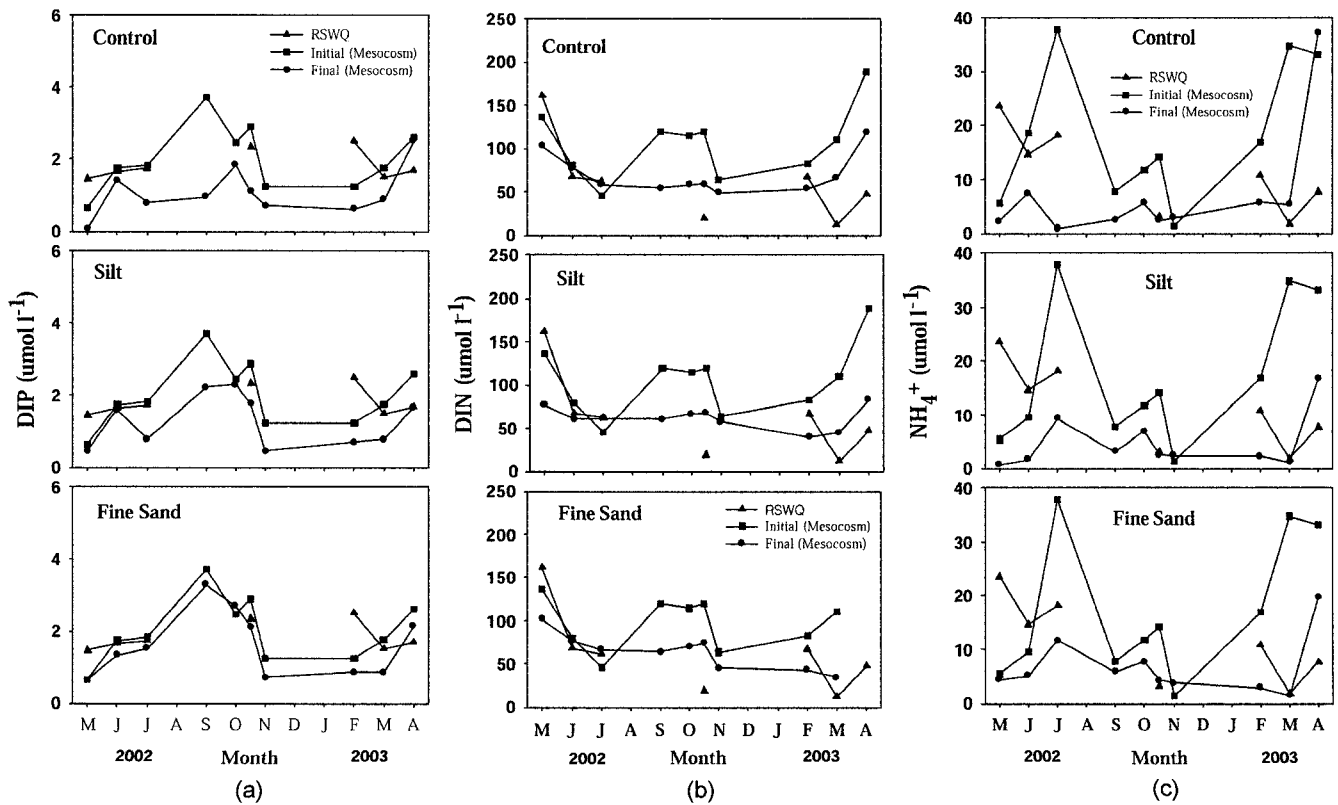 Control
RSWQ
Initial (Mesocosm)
Final (Mesocosm)
6
4
2
0
Silt
6
4
2
0
Fine Sand
6
4
2
0
DIP (umol l-1)
M J J A S O N D J F M A
2002 Month 2003
(a)
Control
250
200
150
100
50
0
Silt
250
200
150
100
50
0
Fine Sand
RSWQ
Initial (Mesocosm)
Final (Mesocosm)
250
200
150
100
50
0
DIN (umol l-1)
M J J A S O N D J F M A
2002 Month 2003
(b)
Control
RSWQ
Initial (Mesocosm)
Final (Mesocosm)
40
30
20
10
0
Silt
40
30
20
10
0
Fine Sand
40
30
20
10
0
NH4+ (umol l-1)
M J J A S O N D J F M A
2002 Month 2003
(c)